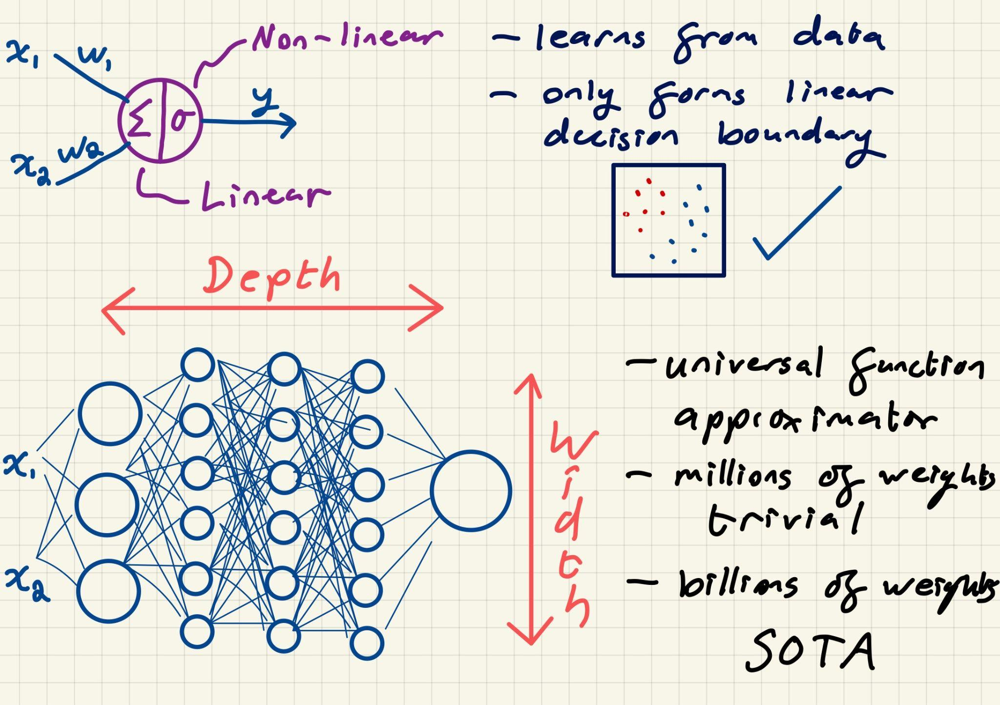 x₁ w₁
Non-linear
Σ σ
y
x₂ w₂
Linear
- learns from data
- only forms linear
decision boundary
Depth
Width
x₁
x₂
- universal function
approximator
- millions of weights
trivial
- billions of weights
SOTA